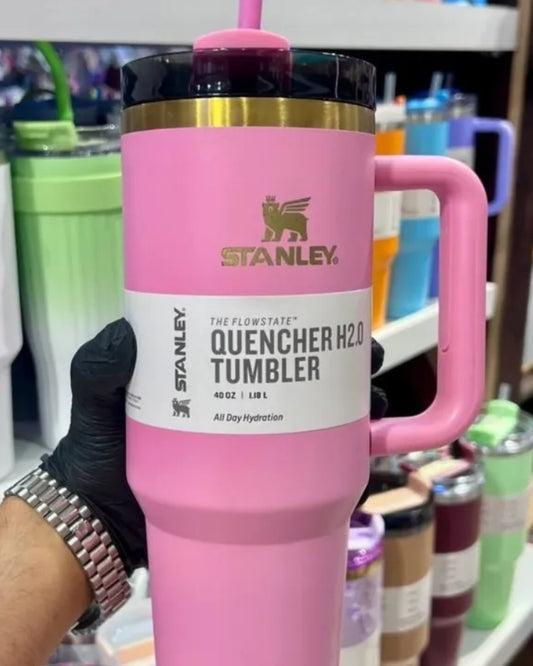 STANLEY®
STANLEY.
THE FLOWSTATE™
QUENCHER H2.0
TUMBLER
40 OZ | 1.18 L
All Day Hydration